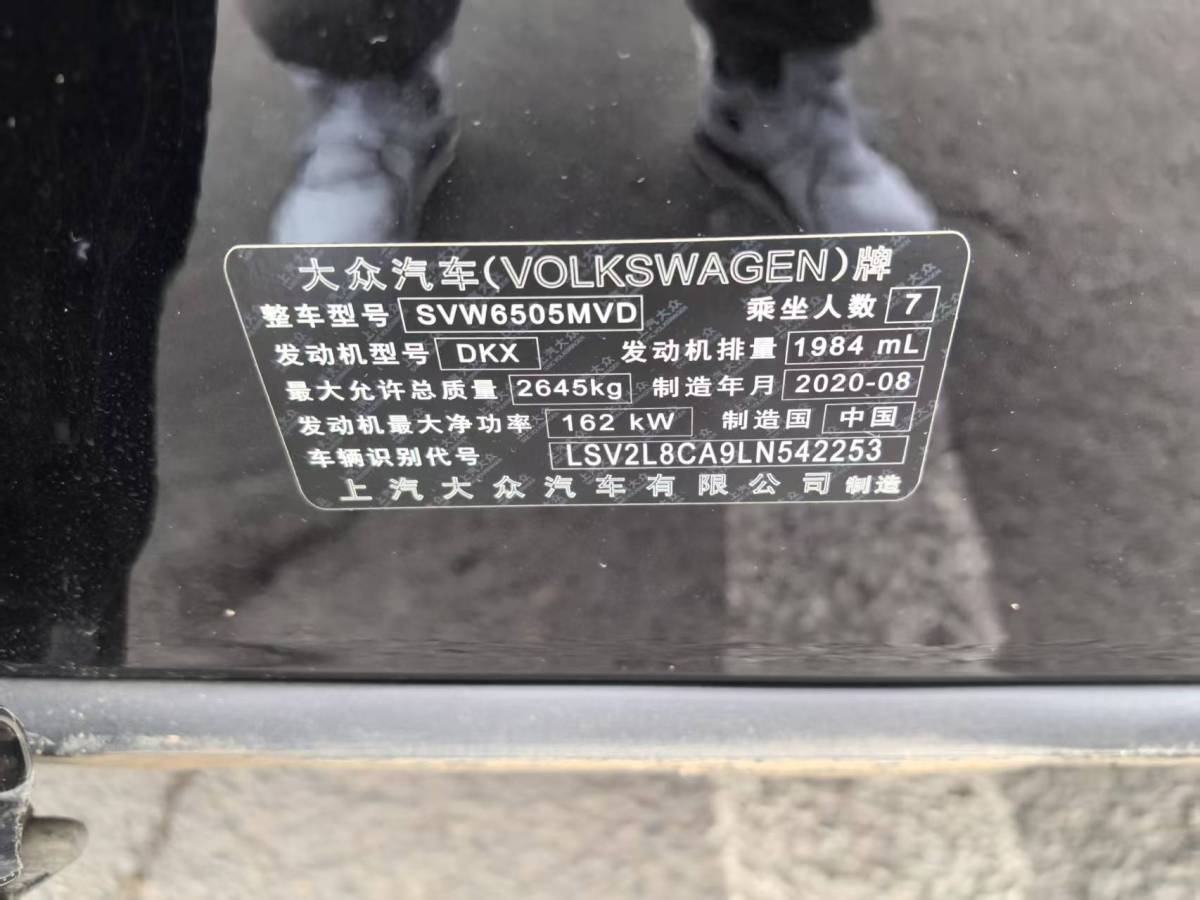 大众汽车(VOLKSWAGEN)牌
整车型号 SVW6505MVD 乘坐人数 7
发动机型号 DKX 发动机排量 1984 mL
最大允许总质量 2645kg 制造年月 2020-08
发动机最大净功率 162 kW 制造国 中国
车辆识别代号 LSV2L8CA9LN542253
上汽大众汽车有限公司 制造